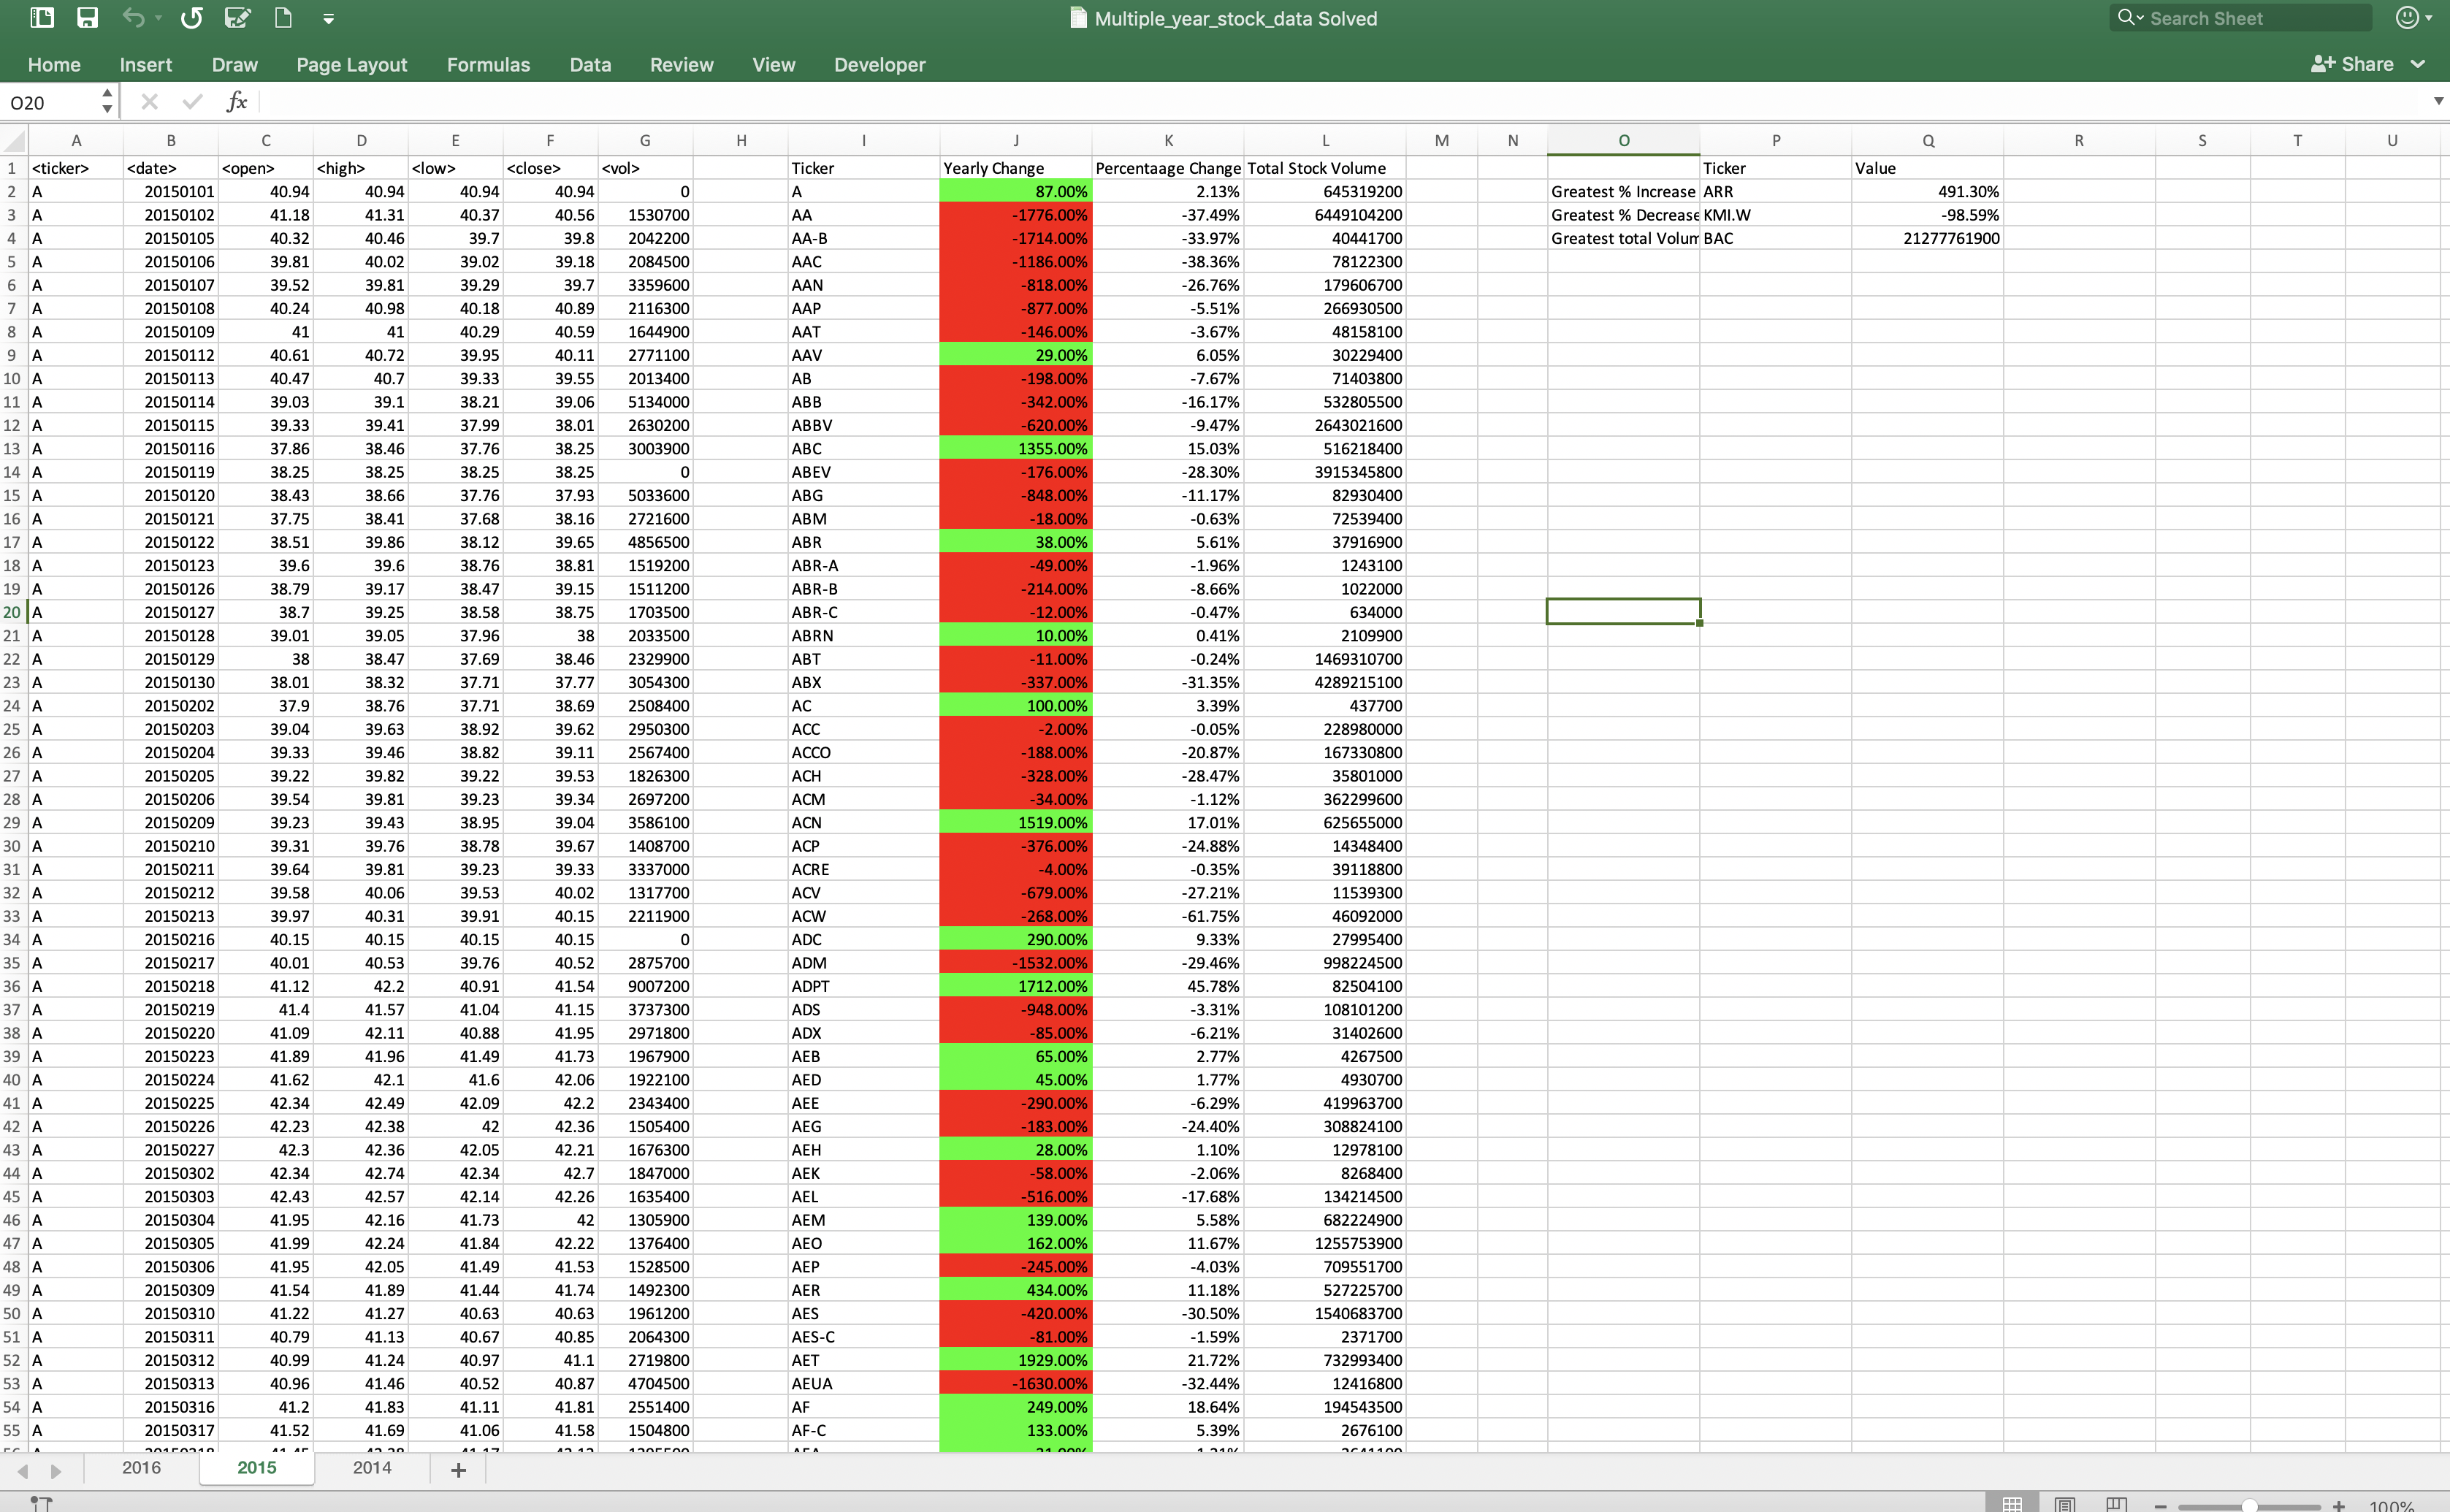 Multiple_year_stock_data Solved
Search Sheet
Home Insert Draw Page Layout Formulas Data Review View Developer Share
O20 fx
A B C D E F G H I J K L M N O P Q R S T U
1 <ticker> <date> <open> <high> <low> <close> <vol> Ticker Yearly Change Percentaage Change Total Stock Volume Ticker Value
2 A 20150101 40.94 40.94 40.94 40.94 0 A 87.00% 2.13% 645319200 Greatest % Increase ARR 491.30%
3 A 20150102 41.18 41.31 40.37 40.56 1530700 AA -1776.00% -37.49% 6449104200 Greatest % Decrease KMI.W -98.59%
4 A 20150105 40.32 40.46 39.7 39.8 2042200 AA-B -1714.00% -33.97% 40441700 Greatest total Volum BAC 21277761900
5 A 20150106 39.81 40.02 39.02 39.18 2084500 AAC -1186.00% -38.36% 78122300
6 A 20150107 39.52 39.81 39.29 39.7 3359600 AAN -818.00% -26.76% 179606700
7 A 20150108 40.24 40.98 40.18 40.89 2116300 AAP -877.00% -5.51% 266930500
8 A 20150109 41 41 40.29 40.59 1644900 AAT -146.00% -3.67% 48158100
9 A 20150112 40.61 40.72 39.95 40.11 2771100 AAV 29.00% 6.05% 30229400
10 A 20150113 40.47 40.7 39.33 39.55 2013400 AB -198.00% -7.67% 71403800
11 A 20150114 39.03 39.1 38.21 39.06 5134000 ABB -342.00% -16.17% 532805500
12 A 20150115 39.33 39.41 37.99 38.01 2630200 ABBV -620.00% -9.47% 2643021600
13 A 20150116 37.86 38.46 37.76 38.25 3003900 ABC 1355.00% 15.03% 516218400
14 A 20150119 38.25 38.25 38.25 38.25 0 ABEV -176.00% -28.30% 3915345800
15 A 20150120 38.43 38.66 37.76 37.93 5033600 ABG -848.00% -11.17% 82930400
16 A 20150121 37.75 38.41 37.68 38.16 2721600 ABM -18.00% -0.63% 72539400
17 A 20150122 38.51 39.86 38.12 39.65 4856500 ABR 38.00% 5.61% 37916900
18 A 20150123 39.6 39.6 38.76 38.81 1519200 ABR-A -49.00% -1.96% 1243100
19 A 20150126 38.79 39.17 38.47 39.15 1511200 ABR-B -214.00% -8.66% 1022000
20 A 20150127 38.7 39.25 38.58 38.75 1703500 ABR-C -12.00% -0.47% 634000
21 A 20150128 39.01 39.05 37.96 38 2033500 ABRN 10.00% 0.41% 2109900
22 A 20150129 38 38.47 37.69 38.46 2329900 ABT -11.00% -0.24% 1469310700
23 A 20150130 38.01 38.32 37.71 37.77 3054300 ABX -337.00% -31.35% 4289215100
24 A 20150202 37.9 38.76 37.71 38.69 2508400 AC 100.00% 3.39% 437700
25 A 20150203 39.04 39.63 38.92 39.62 2950300 ACC -2.00% -0.05% 228980000
26 A 20150204 39.33 39.46 38.82 39.11 2567400 ACCO -188.00% -20.87% 167330800
27 A 20150205 39.22 39.82 39.22 39.53 1826300 ACH -328.00% -28.47% 35801000
28 A 20150206 39.54 39.81 39.23 39.34 2697200 ACM -34.00% -1.12% 362299600
29 A 20150209 39.23 39.43 38.95 39.04 3586100 ACN 1519.00% 17.01% 625655000
30 A 20150210 39.31 39.76 38.78 39.67 1408700 ACP -376.00% -24.88% 14348400
31 A 20150211 39.64 39.81 39.23 39.33 3337000 ACRE -4.00% -0.35% 39118800
32 A 20150212 39.58 40.06 39.53 40.02 1317700 ACV -679.00% -27.21% 11539300
33 A 20150213 39.97 40.31 39.91 40.15 2211900 ACW -268.00% -61.75% 46092000
34 A 20150216 40.15 40.15 40.15 40.15 0 ADC 290.00% 9.33% 27995400
35 A 20150217 40.01 40.53 39.76 40.52 2875700 ADM -1532.00% -29.46% 998224500
36 A 20150218 41.12 42.2 40.91 41.54 9007200 ADPT 1712.00% 45.78% 82504100
37 A 20150219 41.4 41.57 41.04 41.15 3737300 ADS -948.00% -3.31% 108101200
38 A 20150220 41.09 42.11 40.88 41.95 2971800 ADX -85.00% -6.21% 31402600
39 A 20150223 41.89 41.96 41.49 41.73 1967900 AEB 65.00% 2.77% 4267500
40 A 20150224 41.62 42.1 41.6 42.06 1922100 AED 45.00% 1.77% 4930700
41 A 20150225 42.34 42.49 42.09 42.2 2343400 AEE -290.00% -6.29% 419963700
42 A 20150226 42.23 42.38 42 42.36 1505400 AEG -183.00% -24.40% 308824100
43 A 20150227 42.3 42.36 42.05 42.21 1676300 AEH 28.00% 1.10% 12978100
44 A 20150302 42.34 42.74 42.34 42.7 1847000 AEK -58.00% -2.06% 8268400
45 A 20150303 42.43 42.57 42.14 42.26 1635400 AEL -516.00% -17.68% 134214500
46 A 20150304 41.95 42.16 41.73 42 1305900 AEM 139.00% 5.58% 682224900
47 A 20150305 41.99 42.24 41.84 42.22 1376400 AEO 162.00% 11.67% 1255753900
48 A 20150306 41.95 42.05 41.49 41.53 1528500 AEP -245.00% -4.03% 709551700
49 A 20150309 41.54 41.89 41.44 41.74 1492300 AER 434.00% 11.18% 527225700
50 A 20150310 41.22 41.27 40.63 40.63 1961200 AES -420.00% -30.50% 1540683700
51 A 20150311 40.79 41.13 40.67 40.85 2064300 AES-C -81.00% -1.59% 2371700
52 A 20150312 40.99 41.24 40.97 41.1 2719800 AET 1929.00% 21.72% 732993400
53 A 20150313 40.96 41.46 40.52 40.87 4704500 AEUA -1630.00% -32.44% 12416800
54 A 20150316 41.2 41.83 41.11 41.81 2551400 AF 249.00% 18.64% 194543500
55 A 20150317 41.52 41.69 41.06 41.58 1504800 AF-C 133.00% 5.39% 2676100
2016 2015 2014 +
100%